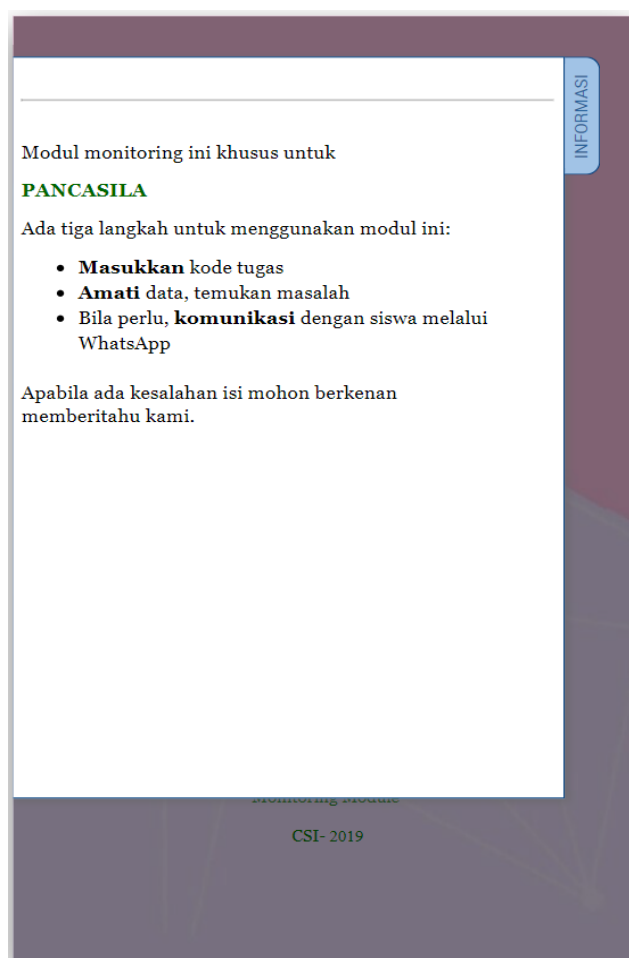 INFORMASI
Modul monitoring ini khusus untuk
PANCASILA
Ada tiga langkah untuk menggunakan modul ini:
• Masukkan kode tugas
• Amati data, temukan masalah
• Bila perlu, komunikasi dengan siswa melalui
WhatsApp
Apabila ada kesalahan isi mohon berkenan
memberitahu kami.
Monitoring Module
CSI- 2019